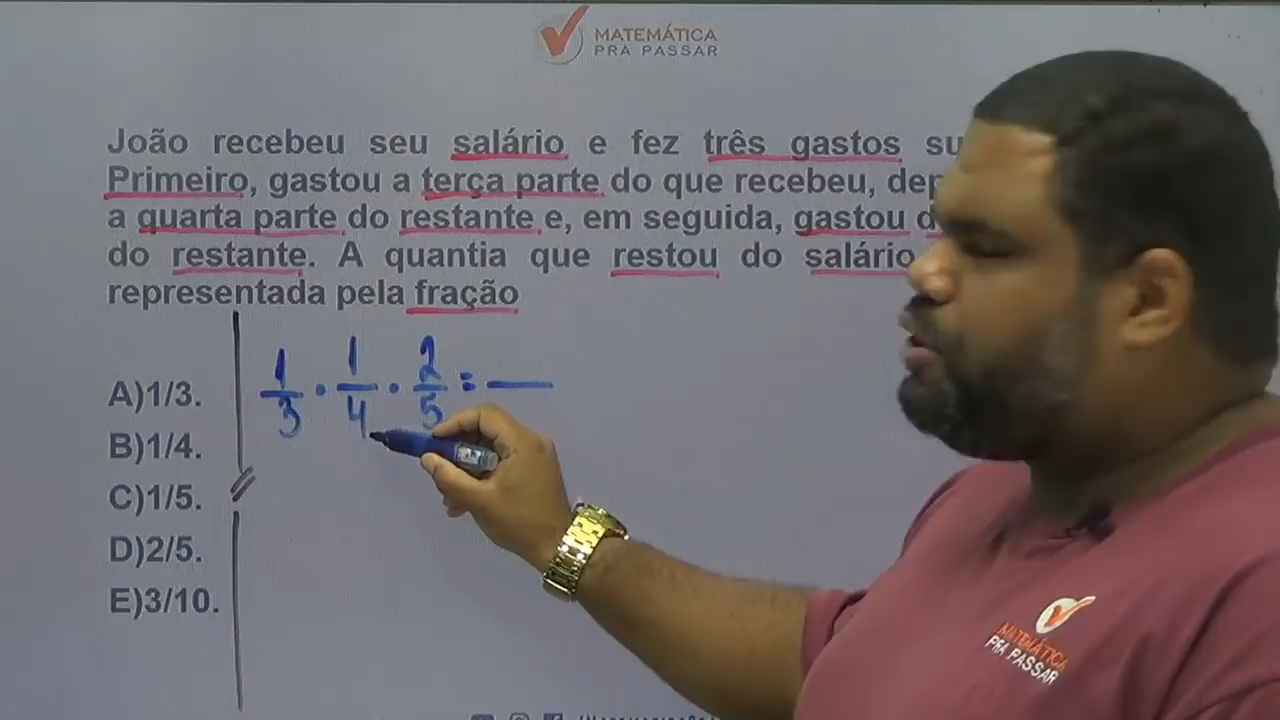 MATEMÁTICA
PRA PASSAR
João recebeu seu salário e fez três gastos
Primeiro, gastou a terça parte do que recebeu,
a quarta parte do restante e, em seguida, gastou
do restante. A quantia que restou do salário
representada pela fração
1/3 · 1/4 · 2/5 =
A)1/3.
B)1/4.
C)1/5.
D)2/5.
E)3/10.
MATEMÁTICA
PRA PASSAR